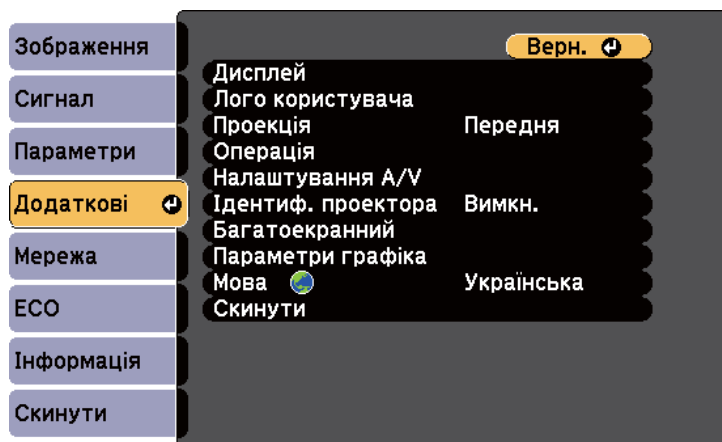 Зображення
Сигнал
Параметри
Додаткові
Мережа
ECO
Інформація
Скинути
Верн.
Дисплей
Лого користувача
Проекція Передня
Операція
Налаштування A/V
Ідентиф. проектора Вимкн.
Багатоекранний
Параметри графіка
Мова Українська
Скинути